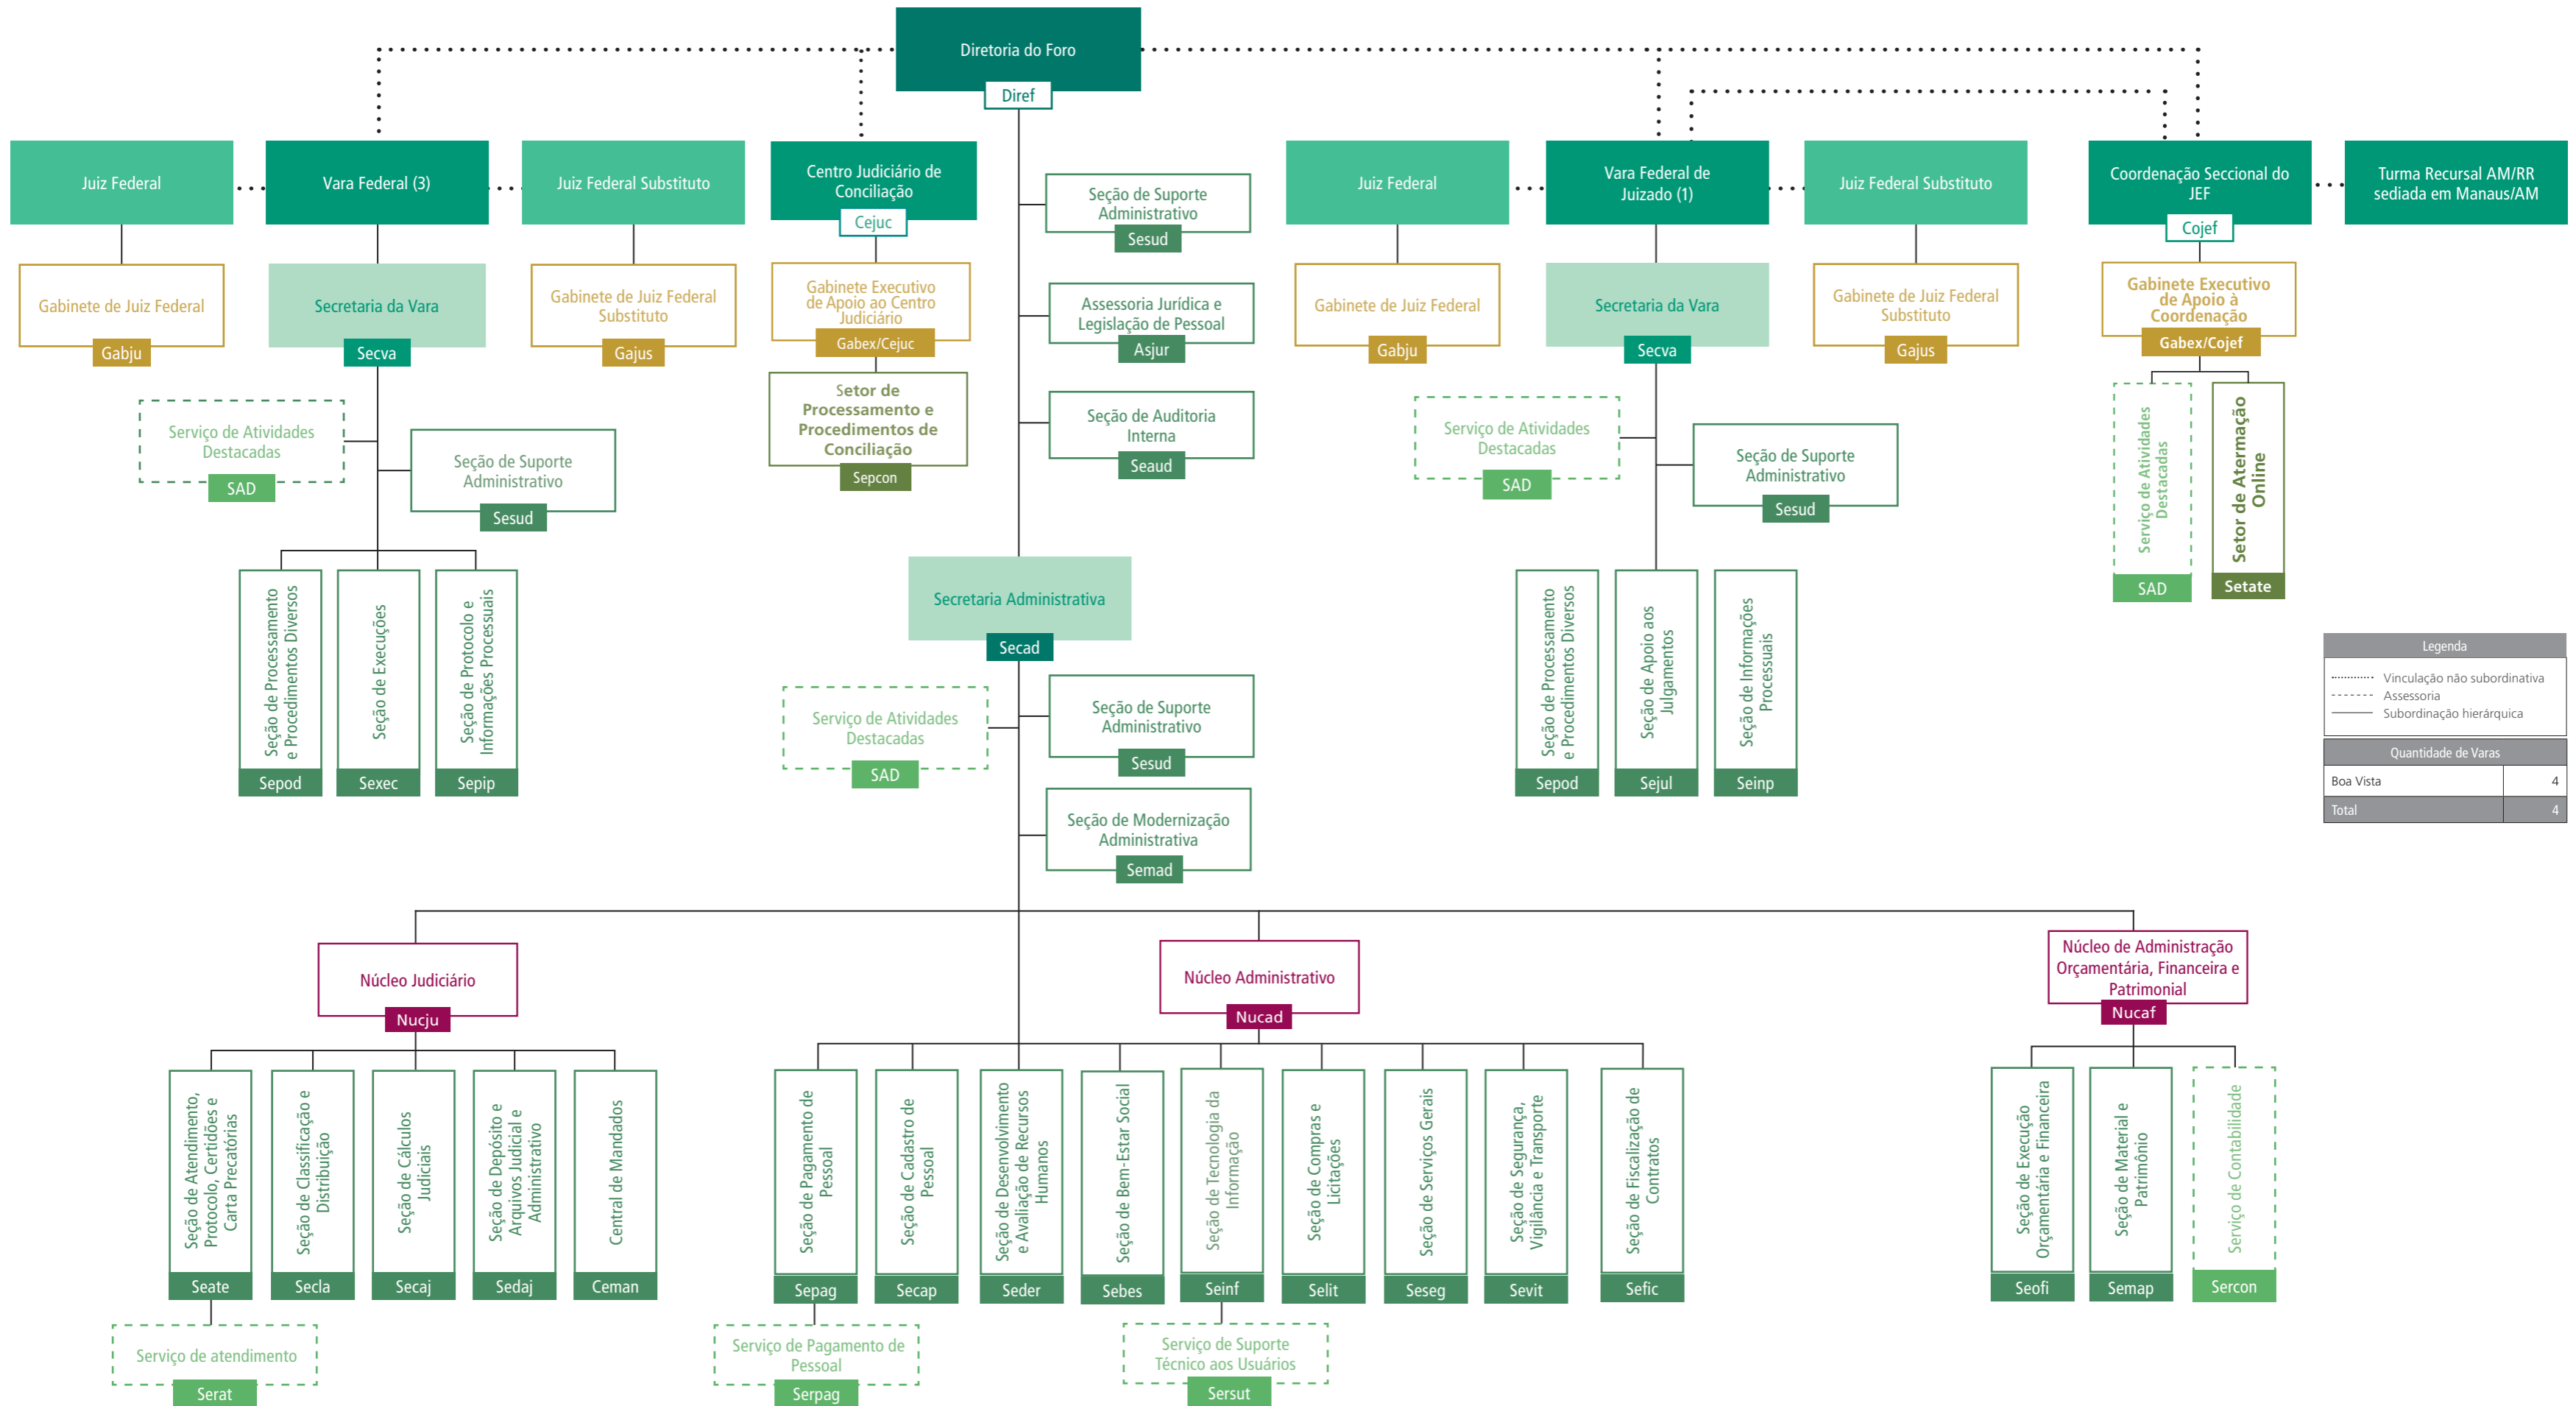 Diretoria do Foro
Diref
Juiz Federal
Vara Federal (3)
Juiz Federal Substituto
Centro Judiciário de
Conciliação
Cejuc
Juiz Federal
Vara Federal de
Juizado (1)
Juiz Federal Substituto
Coordenação Seccional do
JEF
Cojef
Turma Recursal AM/RR
sediada em Manaus/AM
Gabinete de Juiz Federal
Gabju
Secretaria da Vara
Secva
Gabinete de Juiz Federal
Substituto
Gajus
Gabinete Executivo
de Apoio ao Centro
Judiciário
Gabex/Cejuc
Setor de
Processamento e
Procedimentos de
Conciliação
Sepcon
Seção de Suporte
Administrativo
Sesud
Assessoria Jurídica e
Legislação de Pessoal
Asjur
Seção de Auditoria
Interna
Seaud
Gabinete de Juiz Federal
Gabju
Secretaria da Vara
Secva
Gabinete de Juiz Federal
Substituto
Gajus
Gabinete Executivo
de Apoio à
Coordenação
Gabex/Cojef
Serviço de Atividades
Destacadas
SAD
Setor de Atermação
Online
Setate
Serviço de Atividades
Destacadas
SAD
Seção de Suporte
Administrativo
Sesud
Seção de Processamento
e Procedimentos Diversos
Sepod
Seção de Execuções
Sexec
Seção de Protocolo e
Informações Processuais
Sepip
Serviço de Atividades
Destacadas
SAD
Seção de Suporte
Administrativo
Sesud
Seção de Processamento
e Procedimentos Diversos
Sepod
Seção de Apoio aos
Julgamentos
Sejul
Seção de Informações
Processuais
Seinp
Secretaria Administrativa
Secad
Serviço de Atividades
Destacadas
SAD
Seção de Suporte
Administrativo
Sesud
Seção de Modernização
Administrativa
Semad
Legenda
Vinculação não subordinativa
Assessoria
Subordinação hierárquica
Quantidade de Varas
Boa Vista 4
Total 4
Núcleo Judiciário
Nucju
Núcleo Administrativo
Nucad
Núcleo de Administração
Orçamentária, Financeira e
Patrimonial
Nucaf
Seção de Atendimento,
Protocolo, Certidões e
Carta Precatórias
Seate
Seção de Classificação e
Distribuição
Secla
Seção de Cálculos
Judiciais
Secaj
Seção de Depósito e
Arquivos Judicial e
Administrativo
Sedaj
Central de Mandados
Ceman
Seção de Pagamento de
Pessoal
Sepag
Seção de Cadastro de
Pessoal
Secap
Seção de Desenvolvimento
e Avaliação de Recursos
Humanos
Seder
Seção de Bem-Estar Social
Sebes
Seção de Tecnologia da
Informação
Seinf
Seção de Compras e
Licitações
Selit
Seção de Serviços Gerais
Seseg
Seção de Segurança,
Vigilância e Transporte
Sevit
Seção de Fiscalização de
Contratos
Sefic
Seção de Execução
Orçamentária e Financeira
Seofi
Seção de Material e
Patrimônio
Semap
Serviço de Contabilidade
Sercon
Serviço de atendimento
Serat
Serviço de Pagamento de
Pessoal
Serpag
Serviço de Suporte
Técnico aos Usuários
Sersut